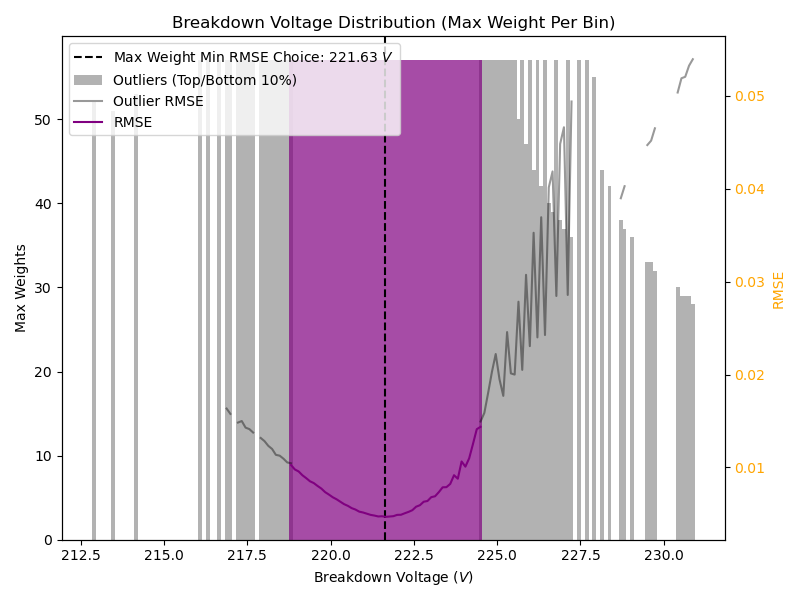 Breakdown Voltage Distribution (Max Weight Per Bin)
Max Weight Min RMSE Choice: 221.63 V
Outliers (Top/Bottom 10%)
Outlier RMSE
RMSE
50
40
30
20
10
0
Max Weights
0.05
0.04
0.03
0.02
0.01
RMSE
212.5 215.0 217.5 220.0 222.5 225.0 227.5 230.0
Breakdown Voltage (V)